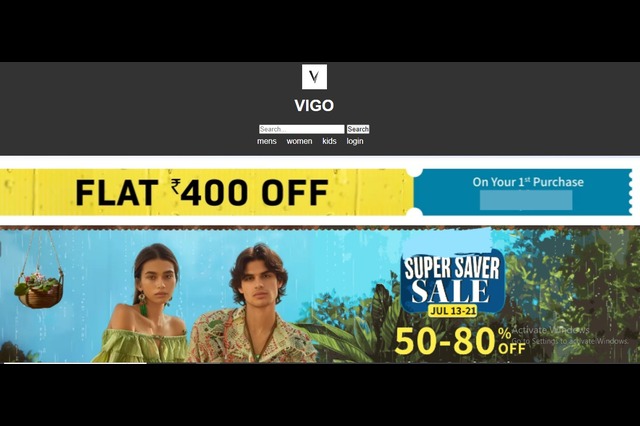 V
VIGO
Search... Search
mens women kids login
FLAT ₹400 OFF
On Your 1st Purchase
SUPER SAVER
SALE
JUL 13-21
50-80% OFF
Activate Windows
Go to Settings to activate Windows.